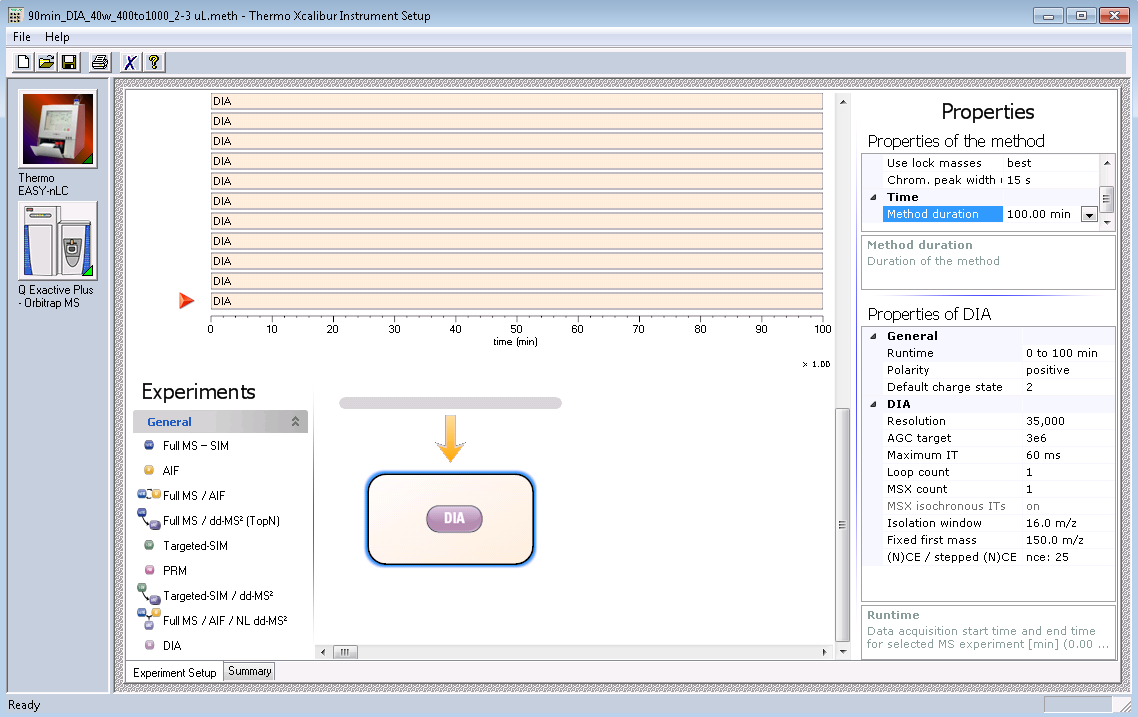 90min_DIA_40w_400to1000_2-3 uL.meth - Thermo Xcalibur Instrument Setup
File Help
X ?
Thermo
EASY-nLC
Q Exactive Plus
- Orbitrap MS
DIA
DIA
DIA
DIA
DIA
DIA
DIA
DIA
DIA
DIA
DIA
0 10 20 30 40 50 60 70 80 90 100
time (min)
× 1.00
Experiments
General
Full MS – SIM
AIF
Full MS / AIF
Full MS / dd-MS² (TopN)
Targeted-SIM
PRM
Targeted-SIM / dd-MS²
Full MS / AIF / NL dd-MS²
DIA
DIA
Experiment Setup Summary
Properties
Properties of the method
Use lock masses best
Chrom. peak width 15 s
Time
Method duration 100.00 min
Method duration
Duration of the method
Properties of DIA
General
Runtime 0 to 100 min
Polarity positive
Default charge state 2
DIA
Resolution 35,000
AGC target 3e6
Maximum IT 60 ms
Loop count 1
MSX count 1
MSX isochronous ITs on
Isolation window 16.0 m/z
Fixed first mass 150.0 m/z
(N)CE / stepped (N)CE nce: 25
Runtime
Data acquisition start time and end time
for selected MS experiment [min] (0.00 ...
Ready